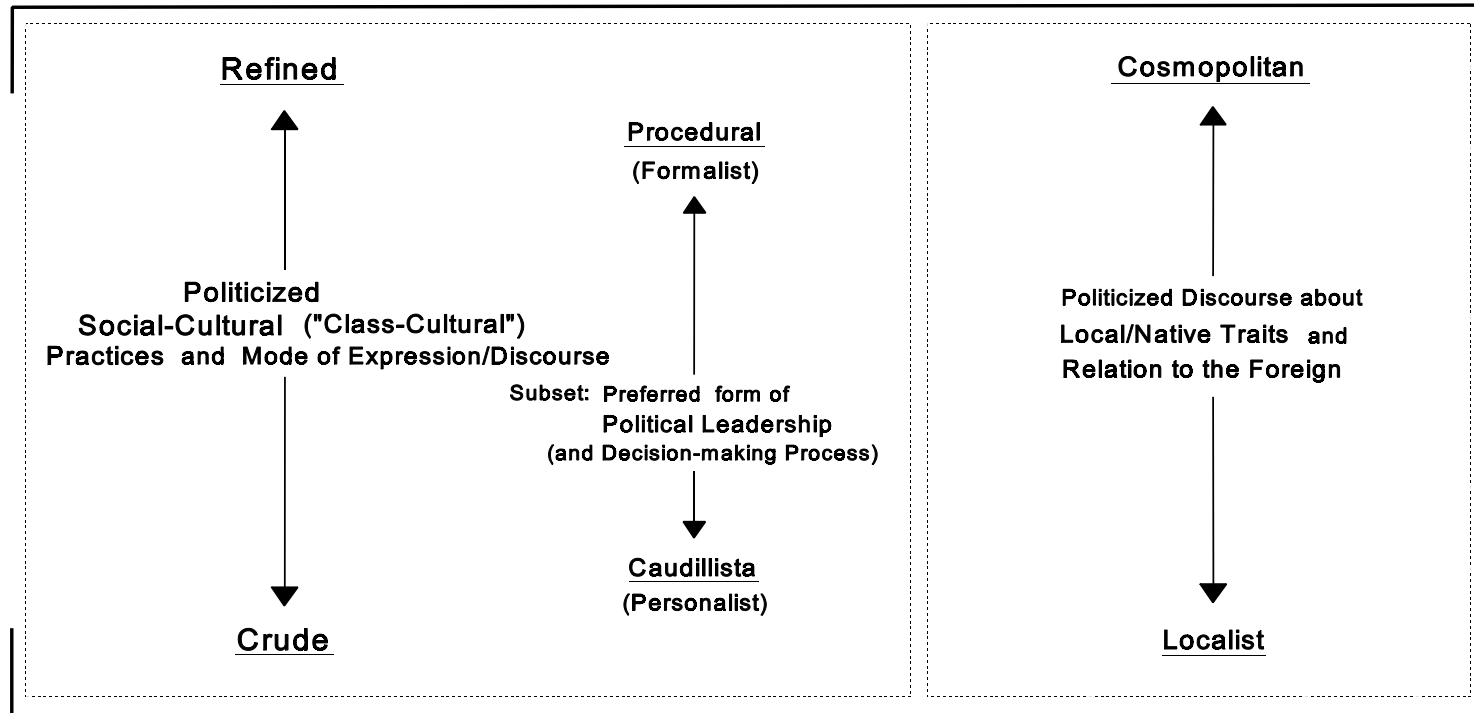 Refined
Politicized
Social-Cultural ("Class-Cultural")
Practices and Mode of Expression/Discourse
Crude
Procedural
(Formalist)
Subset: Preferred form of
Political Leadership
(and Decision-making Process)
Caudillista
(Personalist)
Cosmopolitan
Politicized Discourse about
Local/Native Traits and
Relation to the Foreign
Localist